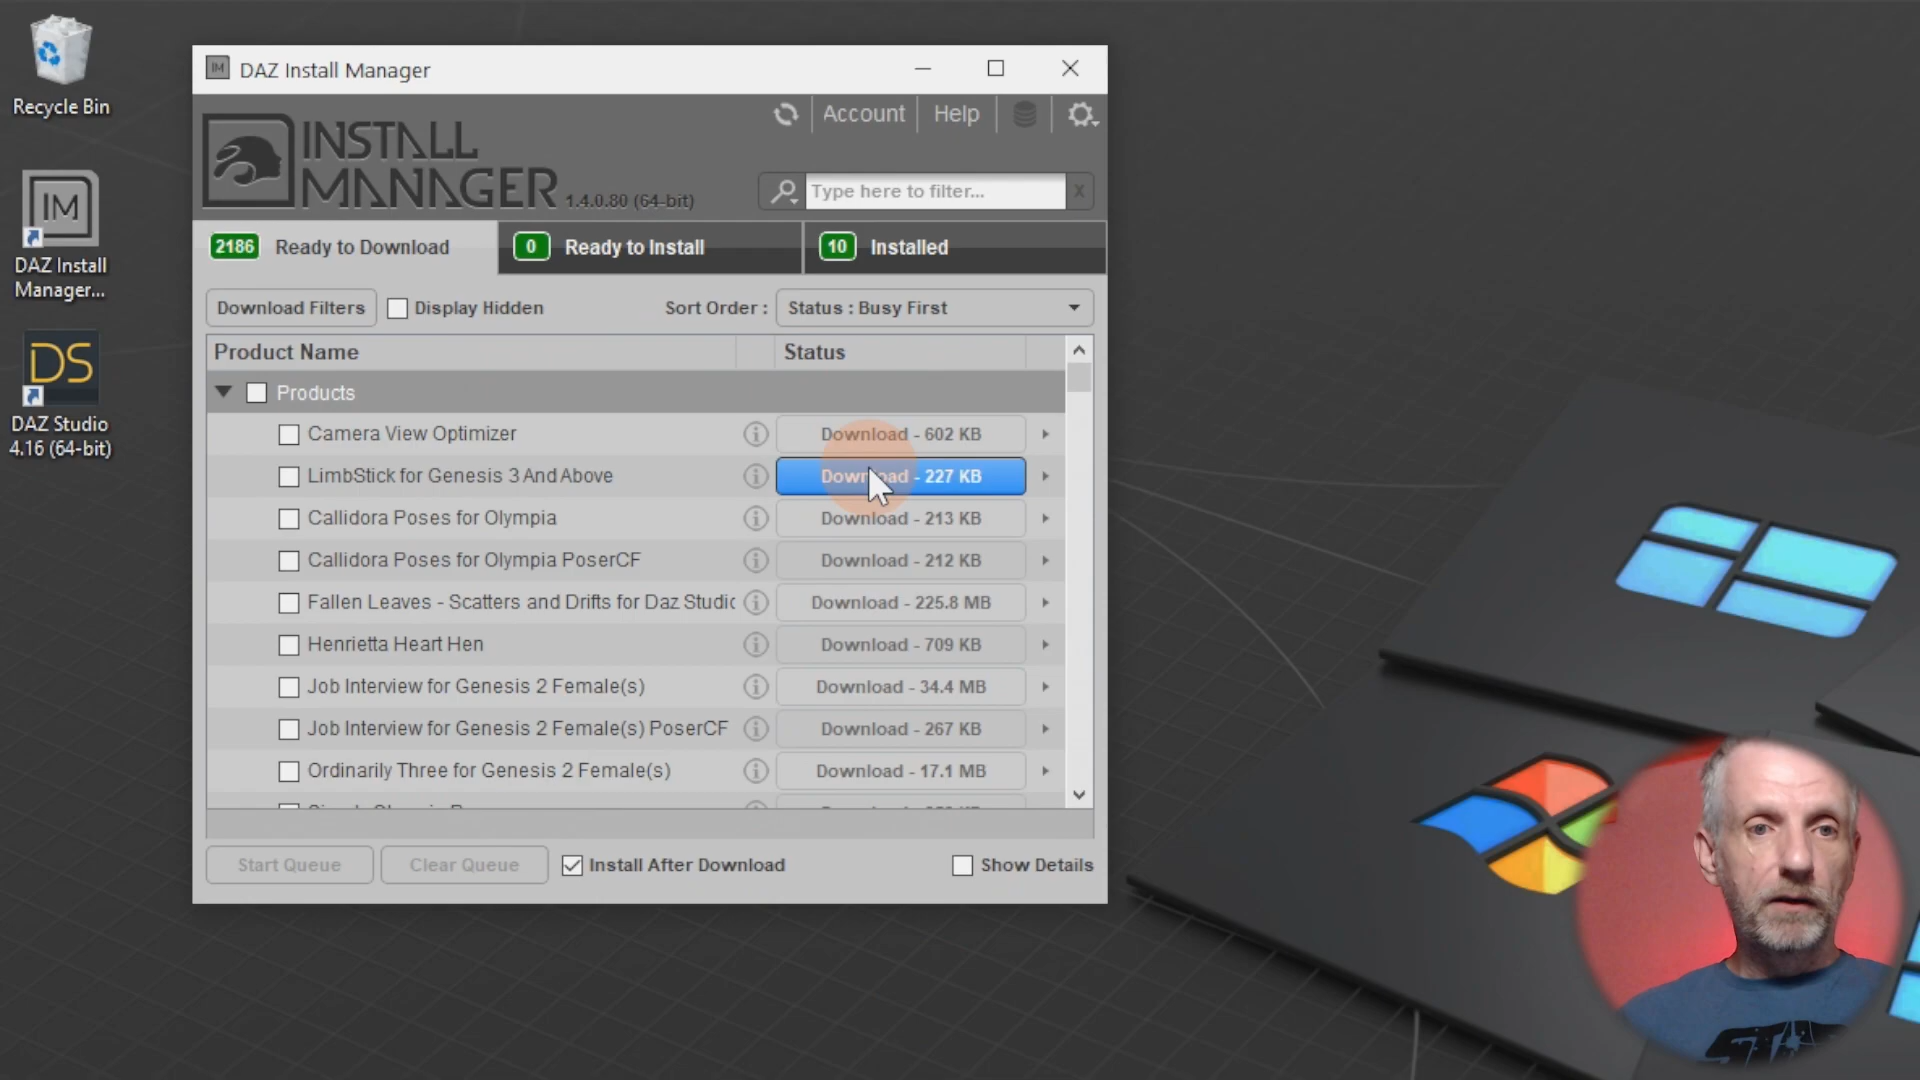 Recycle Bin
IM
DAZ Install
Manager...
DS
DAZ Studio
4.16 (64-bit)
IM DAZ Install Manager
Account
Help
INSTALL
MANAGER
1.4.0.80 (64-bit)
Type here to filter...
X
2186 Ready to Download
0 Ready to Install
10 Installed
Download Filters
Display Hidden
Sort Order :
Status : Busy First
Product Name
Status
Products
Camera View Optimizer
Download - 602 KB
LimbStick for Genesis 3 And Above
Download - 227 KB
Callidora Poses for Olympia
Download - 213 KB
Callidora Poses for Olympia PoserCF
Download - 212 KB
Fallen Leaves - Scatters and Drifts for Daz Studio
Download - 225.8 MB
Henrietta Heart Hen
Download - 709 KB
Job Interview for Genesis 2 Female(s)
Download - 34.4 MB
Job Interview for Genesis 2 Female(s) PoserCF
Download - 267 KB
Ordinarily Three for Genesis 2 Female(s)
Download - 17.1 MB
Start Queue
Clear Queue
Install After Download
Show Details